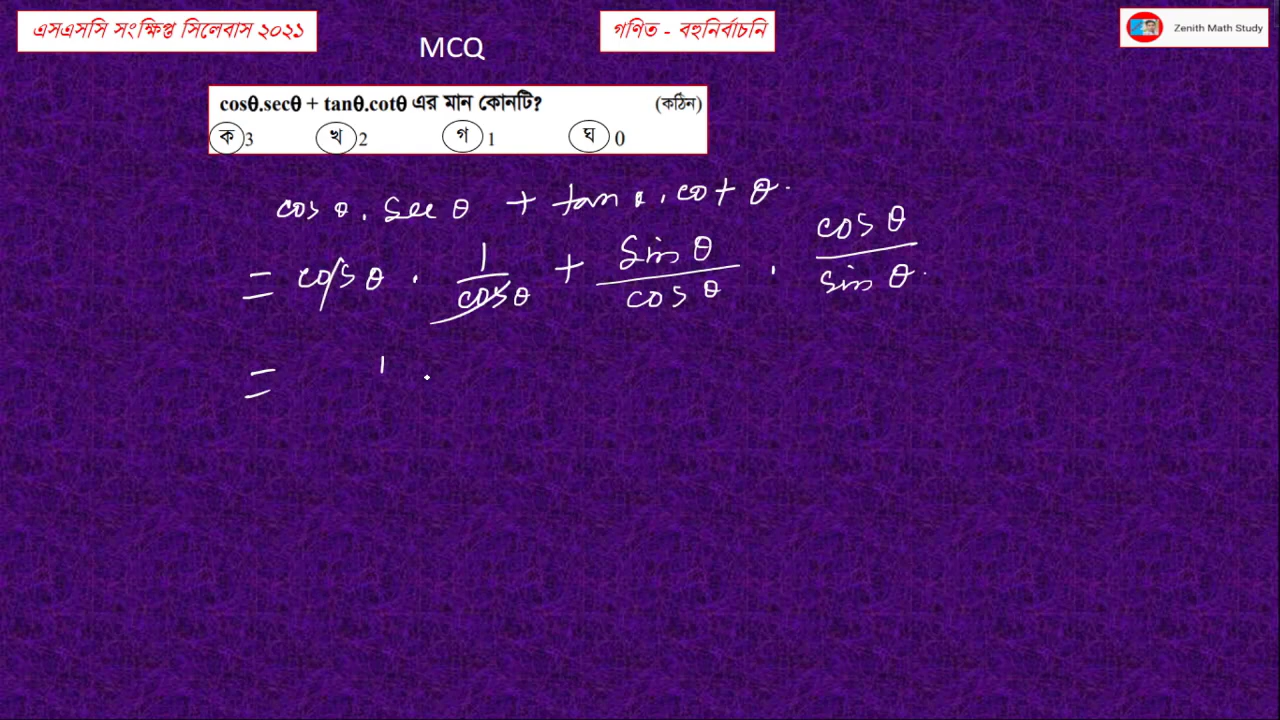 এসএসসি সংক্ষিপ্ত সিলেবাস ২০২১
MCQ
গণিত - বহুনির্বাচনি
Zenith Math Study
cosθ.secθ + tanθ.cotθ এর মান কোনটি? (কঠিন)
ক 3 খ 2 গ 1 ঘ 0
cos θ . sec θ + tan θ . cot θ.
= cos θ . 1/cos θ + sin θ/cos θ . cos θ/sin θ.
= 1